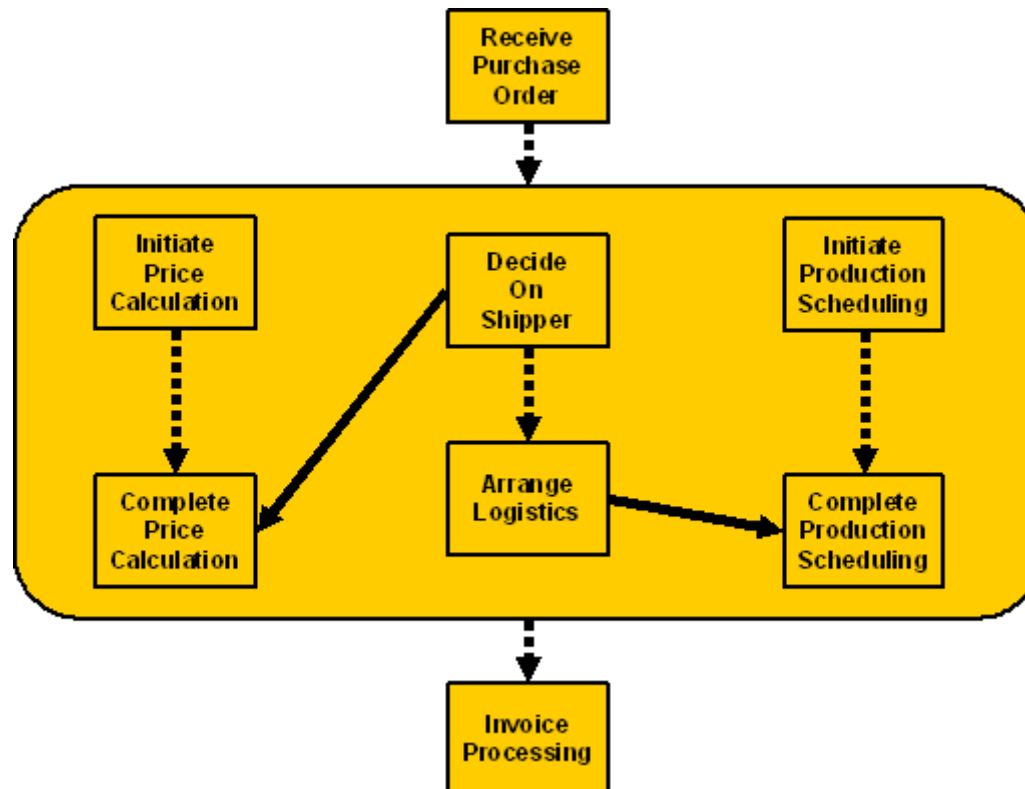 Receive
Purchase
Order
Initiate
Price
Calculation
Decide
On
Shipper
Initiate
Production
Scheduling
Complete
Price
Calculation
Arrange
Logistics
Complete
Production
Scheduling
Invoice
Processing